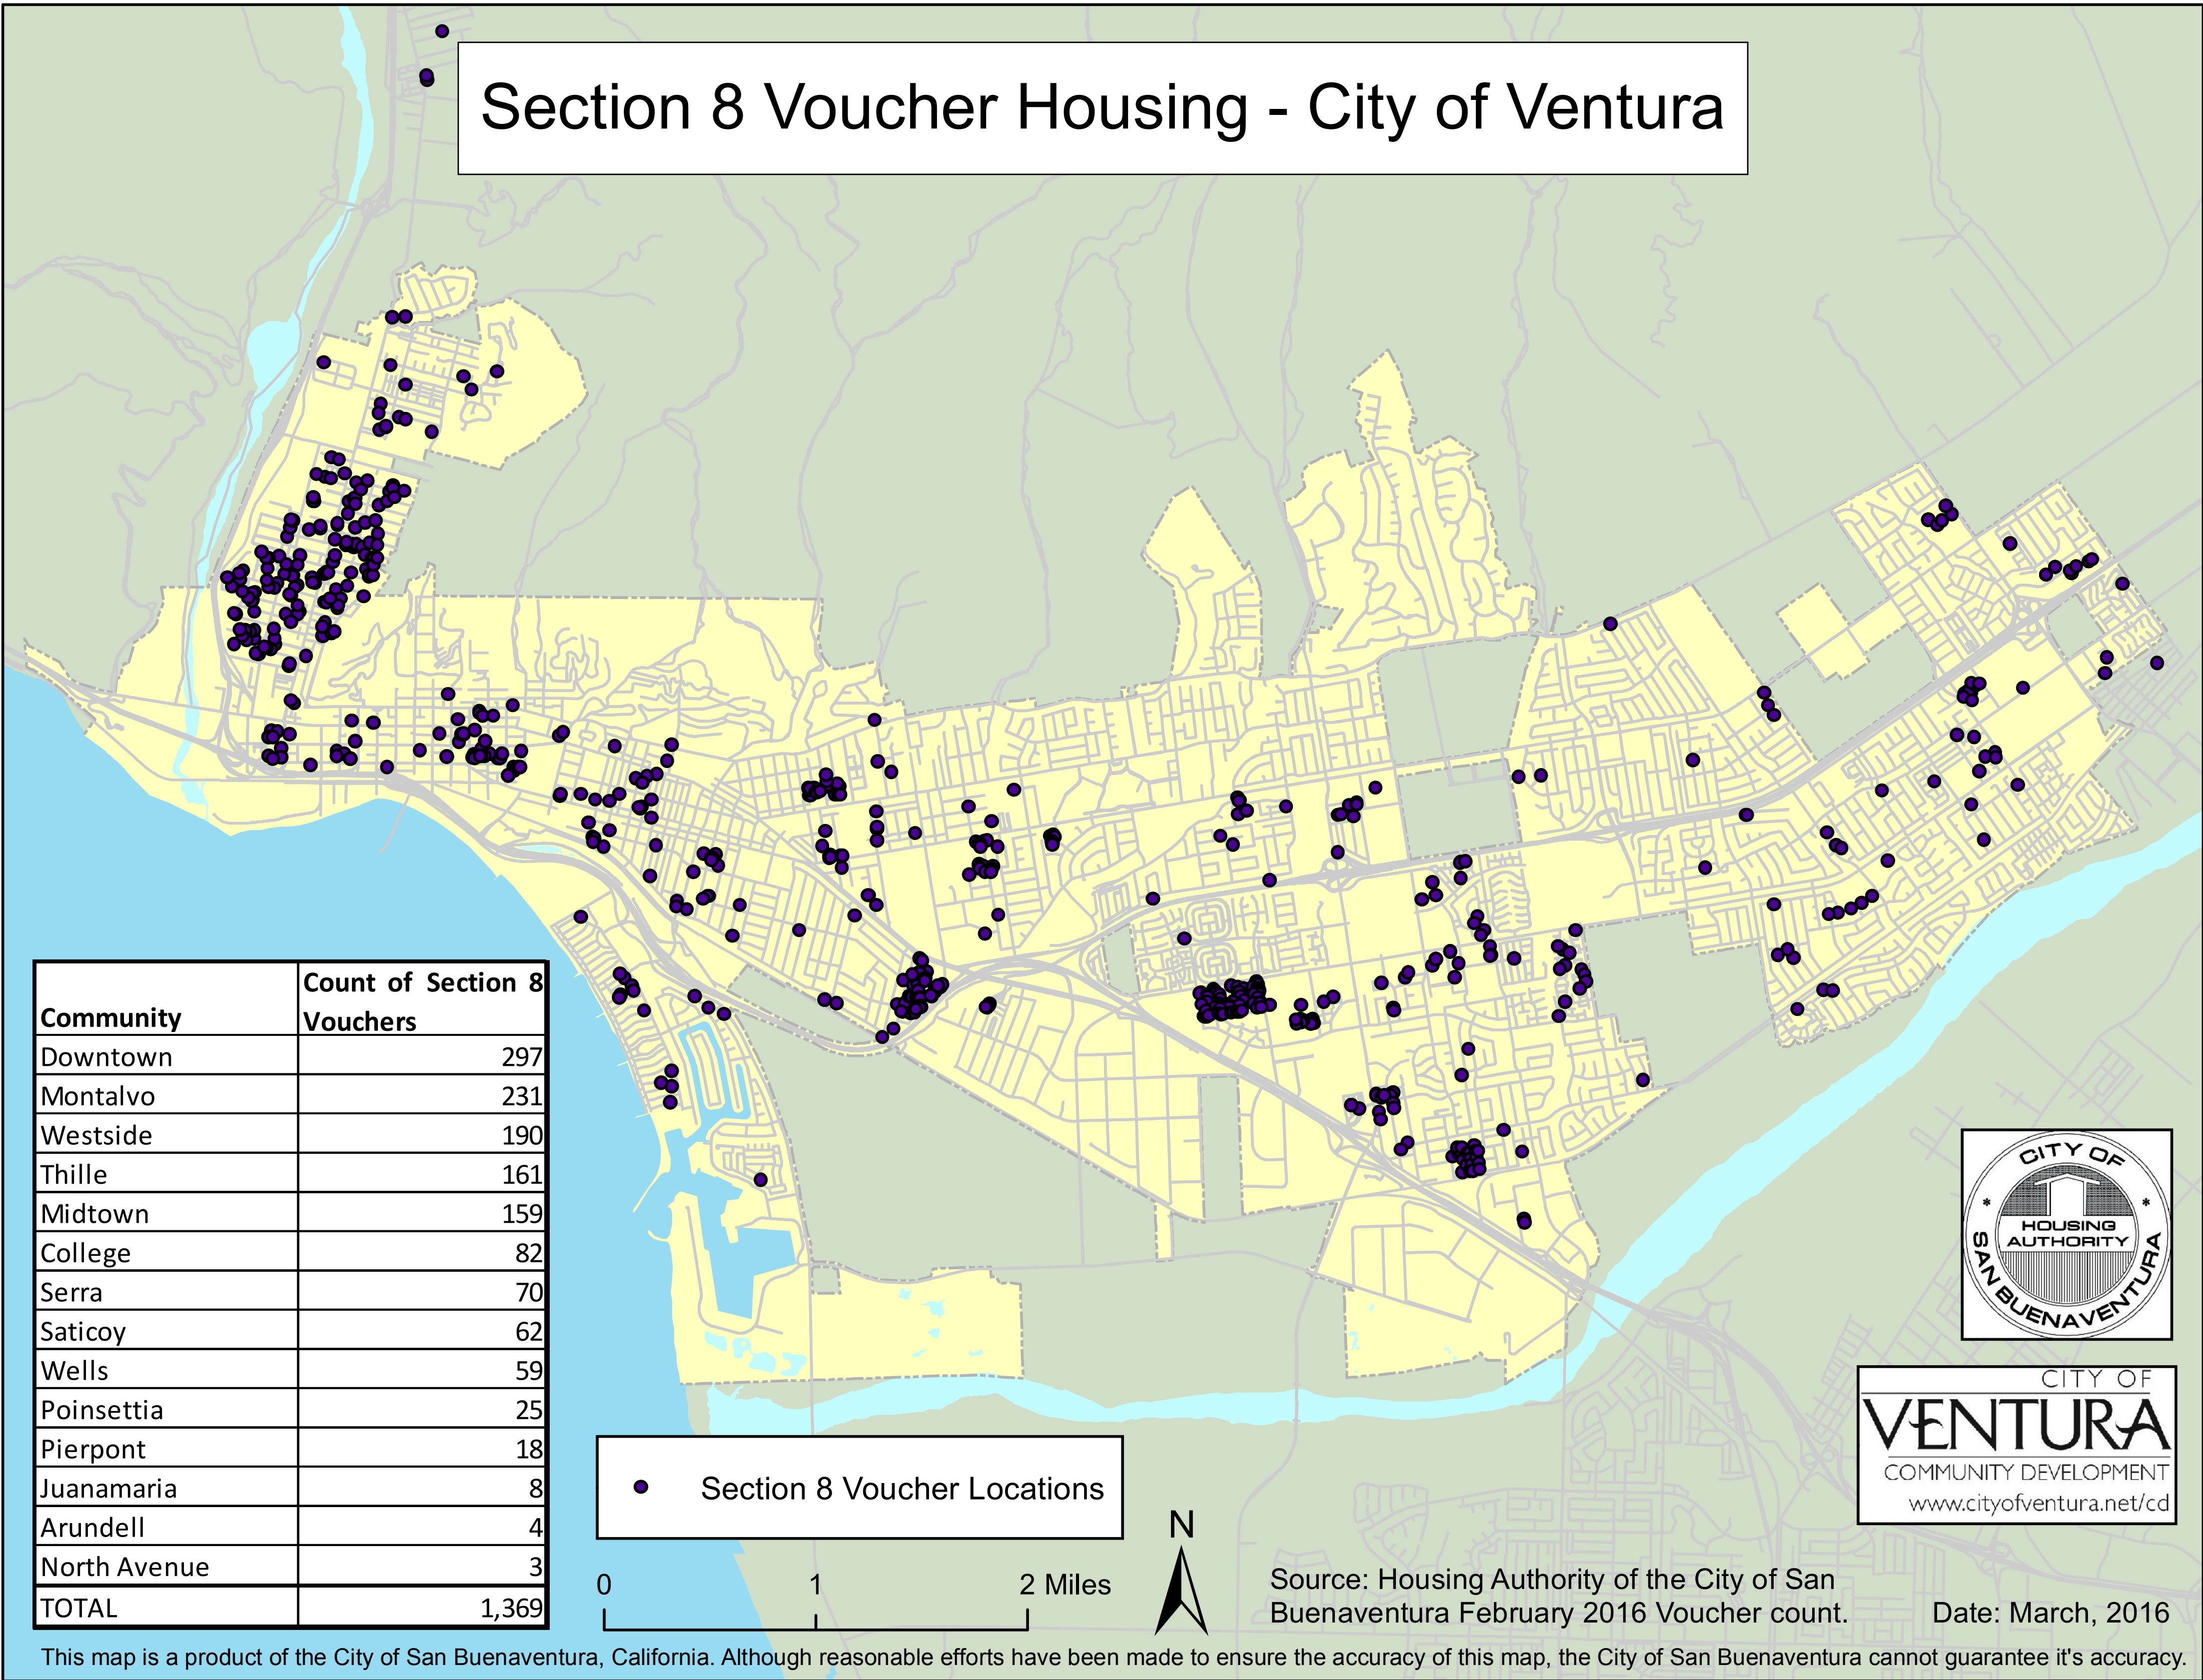 Section 8 Voucher Housing - City of Ventura
Community
Count of Section 8
Vouchers
Downtown 297
Montalvo 231
Westside 190
Thille 161
Midtown 159
College 82
Serra 70
Saticoy 62
Wells 59
Poinsettia 25
Pierpont 18
Juanamaria 8
Arundell 4
North Avenue 3
TOTAL 1,369
Section 8 Voucher Locations
0 1 2 Miles
N
CITY OF
* *
HOUSING
AUTHORITY
SAN BUENAVENTURA
CITY OF
VENTURA
COMMUNITY DEVELOPMENT
www.cityofventura.net/cd
Source: Housing Authority of the City of San
Buenaventura February 2016 Voucher count.
Date: March, 2016
This map is a product of the City of San Buenaventura, California. Although reasonable efforts have been made to ensure the accuracy of this map, the City of San Buenaventura cannot guarantee it's accuracy.